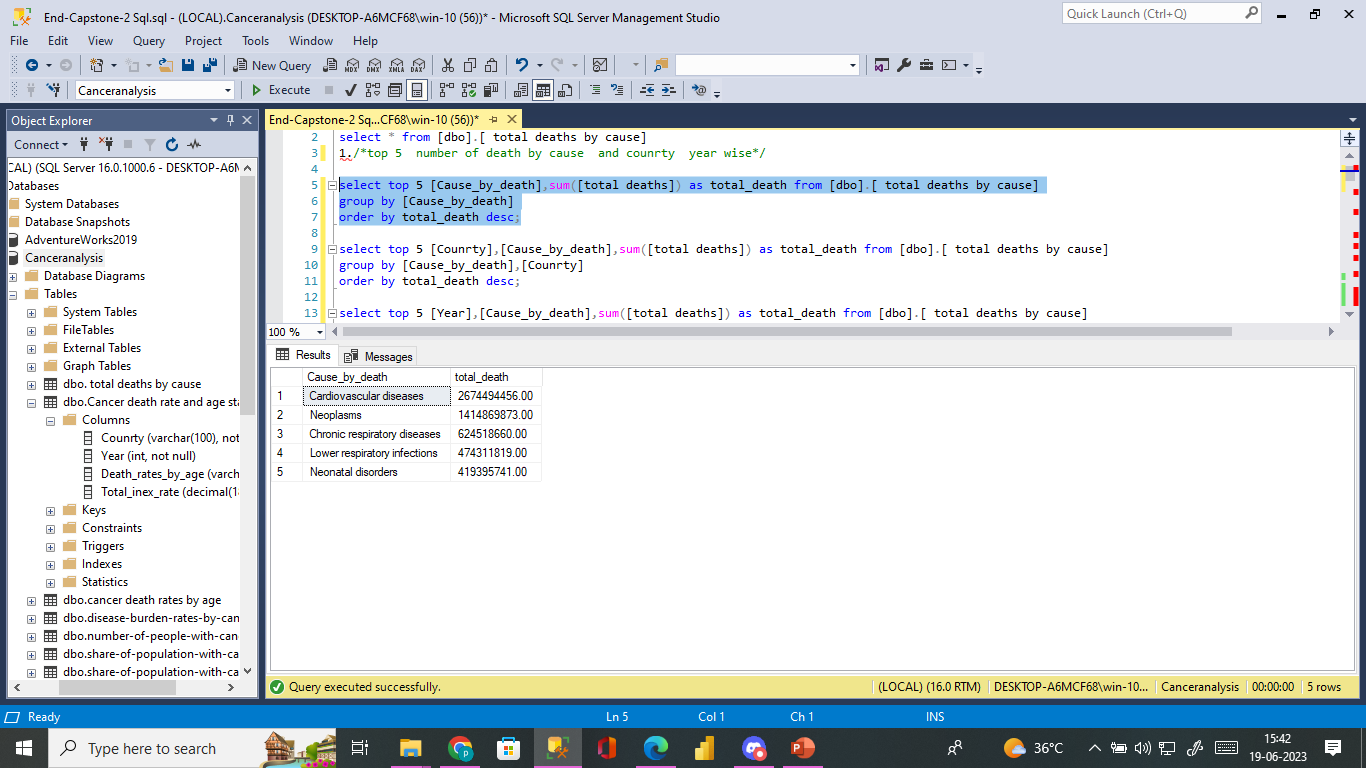 End-Capstone-2 Sql.sql - (LOCAL).Canceranalysis (DESKTOP-A6MCF68\win-10 (56))* - Microsoft SQL Server Management Studio
Quick Launch (Ctrl+Q)
File Edit View Query Project Tools Window Help
New Query MDX DMX XMLA DAX
Canceranalysis Execute
Object Explorer
End-Capstone-2 Sq...CF68\win-10 (56))*
Connect
CAL) (SQL Server 16.0.1000.6 - DESKTOP-A6M
Databases
System Databases
Database Snapshots
AdventureWorks2019
Canceranalysis
Database Diagrams
Tables
System Tables
FileTables
External Tables
Graph Tables
dbo. total deaths by cause
dbo.Cancer death rate and age sta
Columns
Counrty (varchar(100), not
Year (int, not null)
Death_rates_by_age (varch
Total_inex_rate (decimal(18
Keys
Constraints
Triggers
Indexes
Statistics
dbo.cancer death rates by age
dbo.disease-burden-rates-by-can
dbo.number-of-people-with-can
dbo.share-of-population-with-ca
dbo.share-of-population-with-ca
2 select * from [dbo].[ total deaths by cause]
3 1./*top 5  number of death by cause  and counrty  year wise*/
4
5 select top 5 [Cause_by_death],sum([total deaths]) as total_death from [dbo].[ total deaths by cause]
6 group by [Cause_by_death]
7 order by total_death desc;
8
9 select top 5 [Counrty],[Cause_by_death],sum([total deaths]) as total_death from [dbo].[ total deaths by cause]
10 group by [Cause_by_death],[Counrty]
11 order by total_death desc;
12
13 select top 5 [Year],[Cause_by_death],sum([total deaths]) as total_death from [dbo].[ total deaths by cause]
100 %
Results Messages
Cause_by_death total_death
1 Cardiovascular diseases 2674494456.00
2 Neoplasms 1414869873.00
3 Chronic respiratory diseases 624518660.00
4 Lower respiratory infections 474311819.00
5 Neonatal disorders 419395741.00
Query executed successfully. (LOCAL) (16.0 RTM) DESKTOP-A6MCF68\win-10... Canceranalysis 00:00:00 5 rows
Ready Ln 5 Col 1 Ch 1 INS
Type here to search 36°C 15:42
19-06-2023